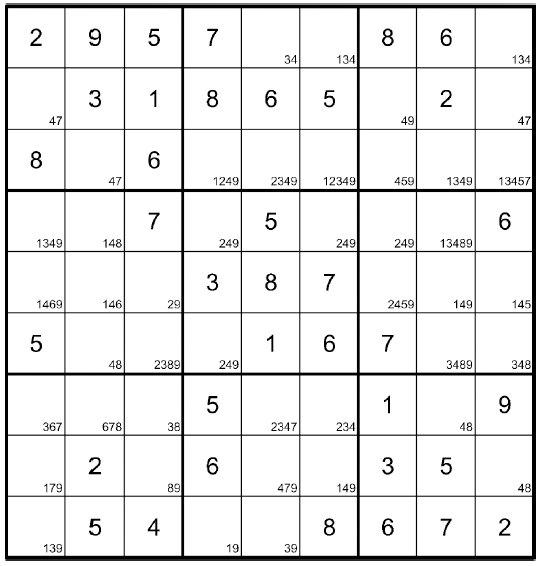 2 9 5 7 8 6
34 134 134
3 1 8 6 5 2
47 49 47
8 6
47 1249 2349 12349 459 1349 13457
7 5 6
1349 148 249 249 249 13489
3 8 7
1469 146 29 2459 149 145
5 1 6 7
48 2389 249 3489 348
5 1 9
367 678 38 2347 234 48
2 6 3 5
179 89 479 149 48
5 4 8 6 7 2
139 19 39